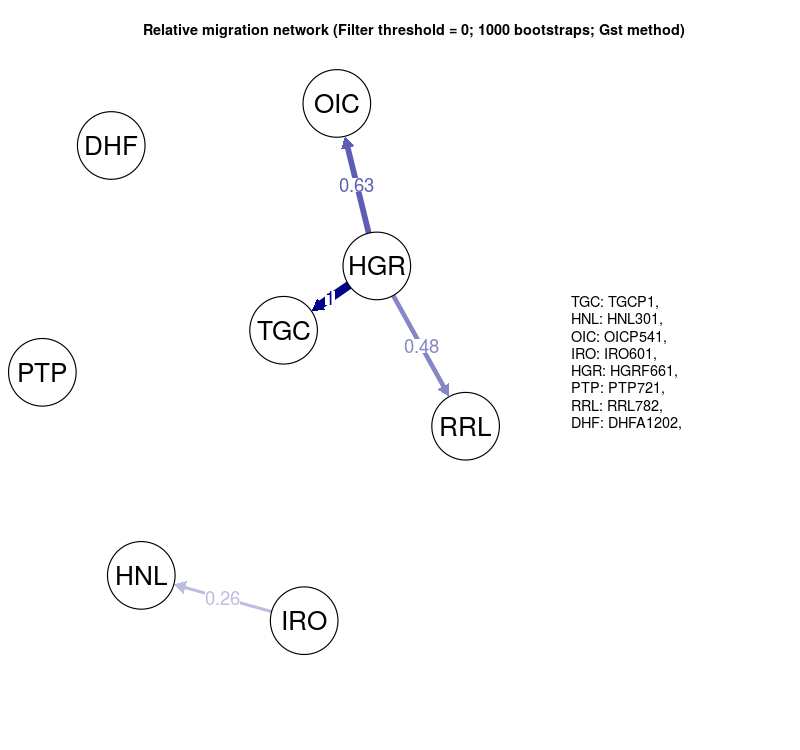 Relative migration network (Filter threshold = 0; 1000 bootstraps; Gst method)
OIC
DHF
0.63
HGR
1
TGC
0.48
PTP
RRL
TGC: TGCP1,
HNL: HNL301,
OIC: OICP541,
IRO: IRO601,
HGR: HGRF661,
PTP: PTP721,
RRL: RRL782,
DHF: DHFA1202,
HNL
0.26
IRO